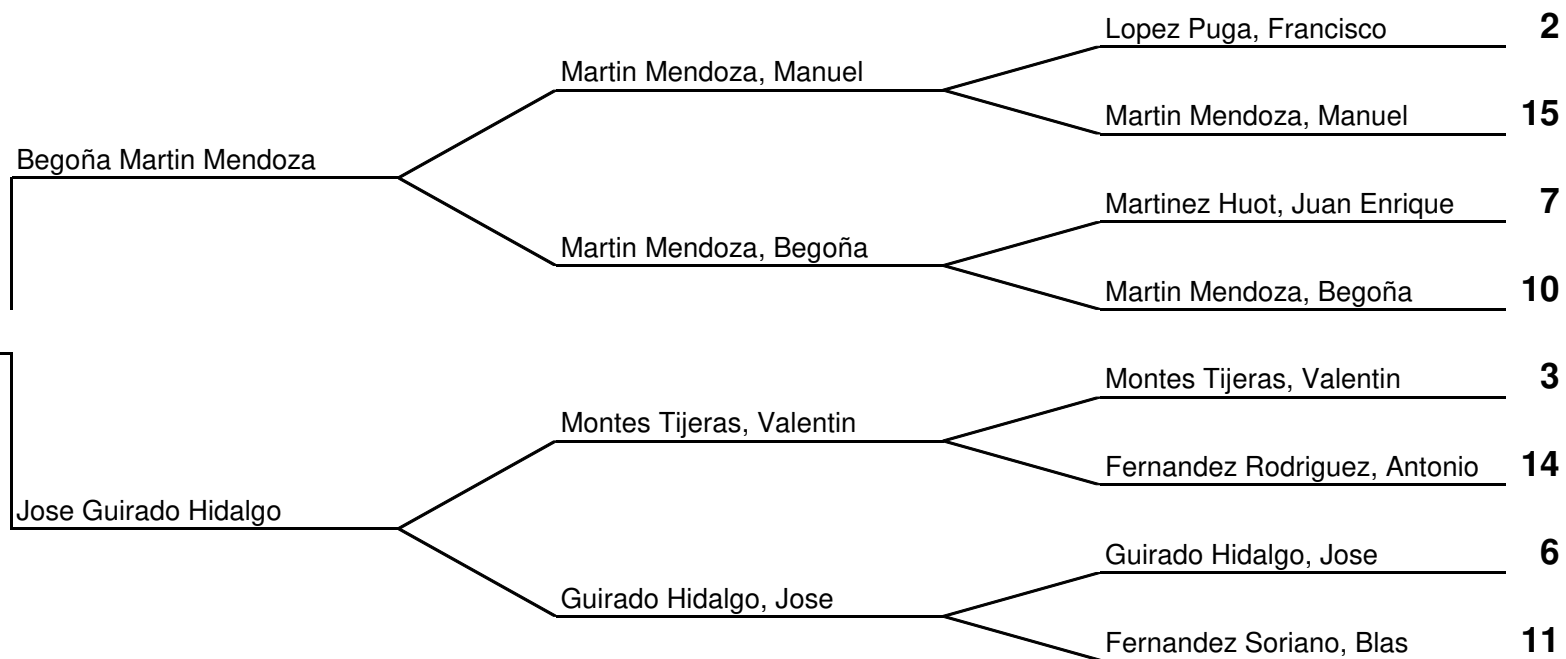 Lopez Puga, Francisco 2
Martin Mendoza, Manuel
Martin Mendoza, Manuel 15
Begoña Martin Mendoza
Martinez Huot, Juan Enrique 7
Martin Mendoza, Begoña
Martin Mendoza, Begoña 10
Montes Tijeras, Valentin 3
Montes Tijeras, Valentin
Fernandez Rodriguez, Antonio 14
Jose Guirado Hidalgo
Guirado Hidalgo, Jose 6
Guirado Hidalgo, Jose
Fernandez Soriano, Blas 11